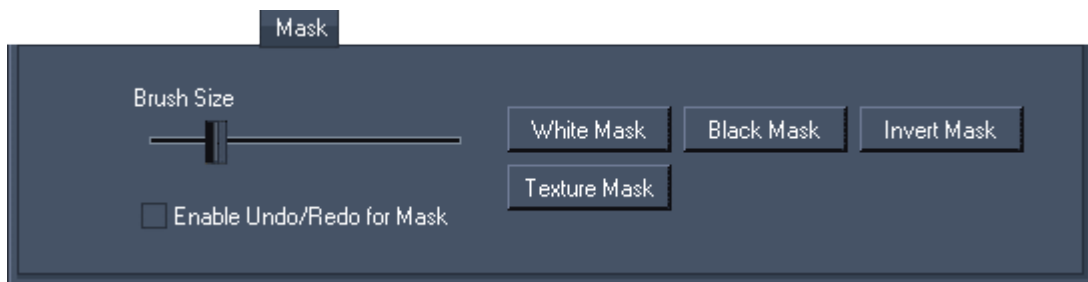 Mask
Brush Size
White Mask
Black Mask
Invert Mask
Texture Mask
Enable Undo/Redo for Mask